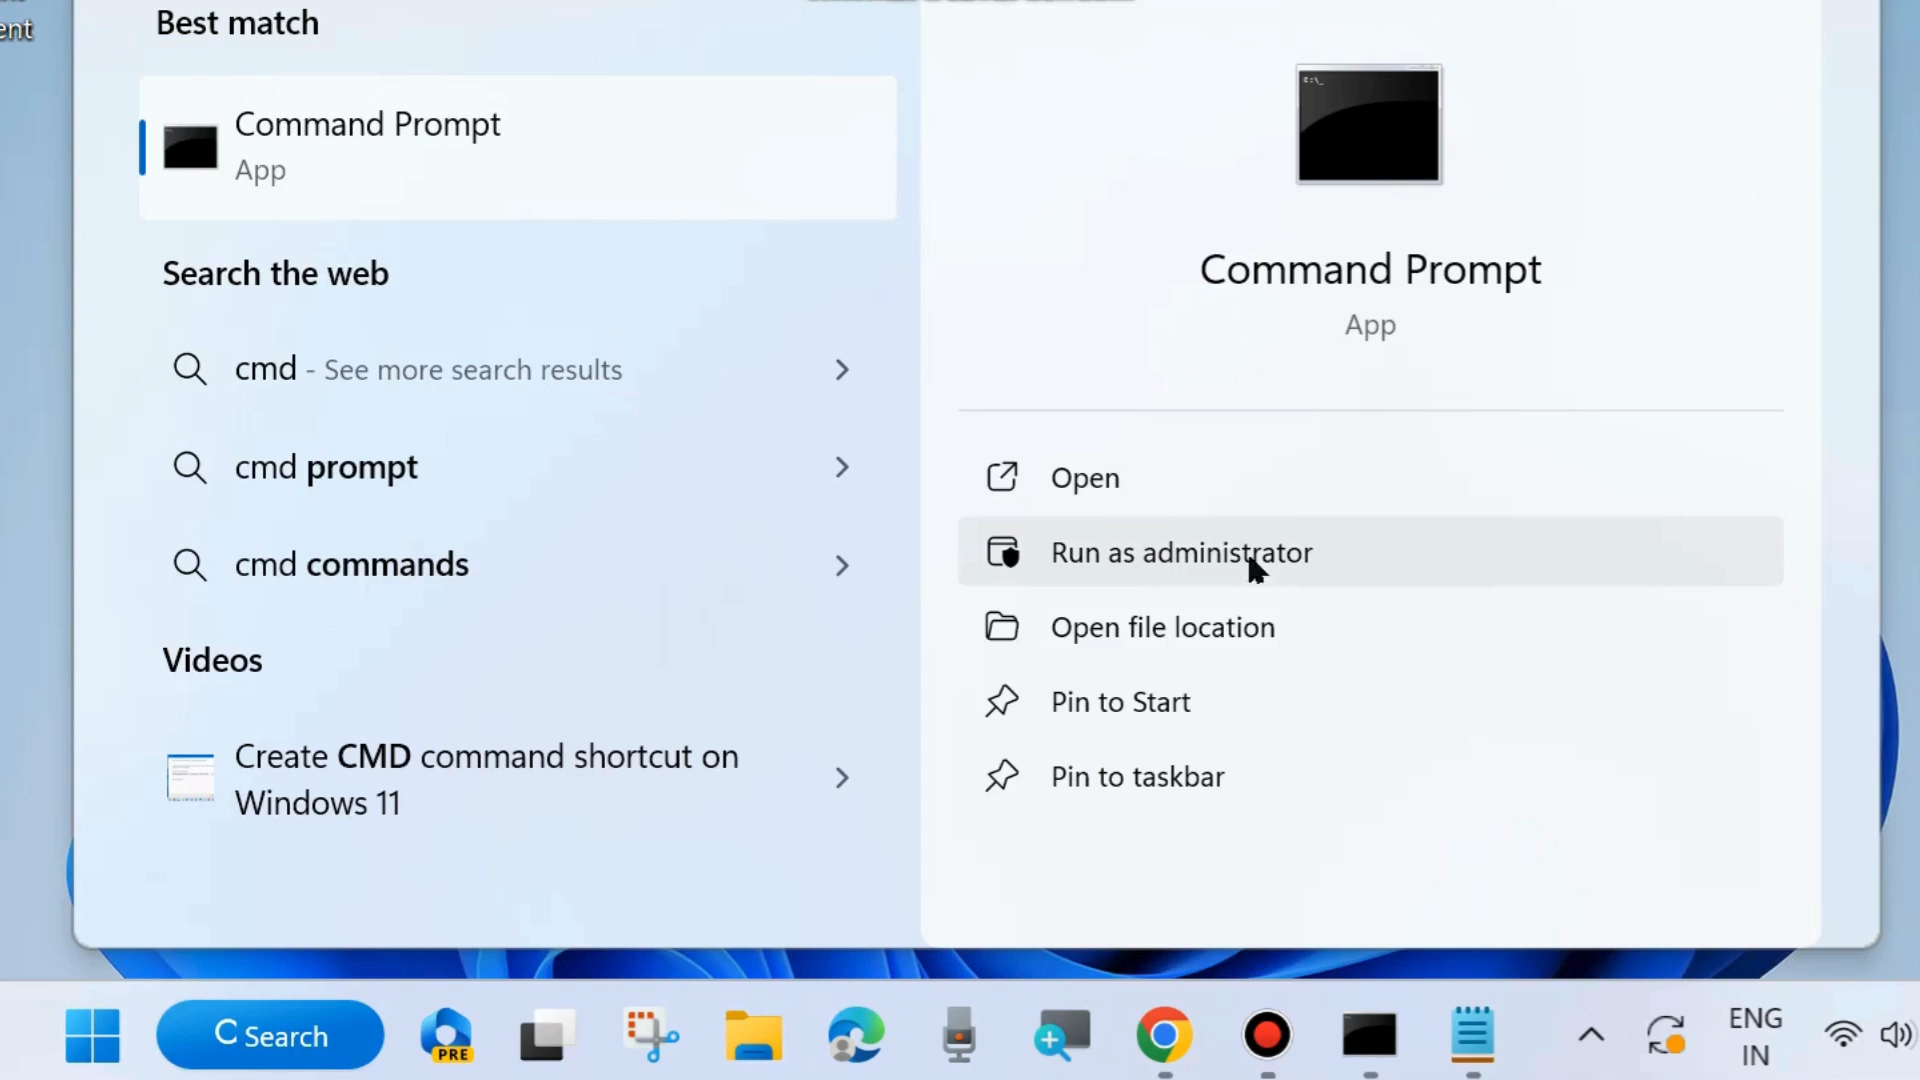 ent
Best match
Command Prompt
App
Search the web
cmd - See more search results
cmd prompt
cmd commands
Videos
Create CMD command shortcut on
Windows 11
C:\_
Command Prompt
App
Open
Run as administrator
Open file location
Pin to Start
Pin to taskbar
Search
PRE
ENG
IN